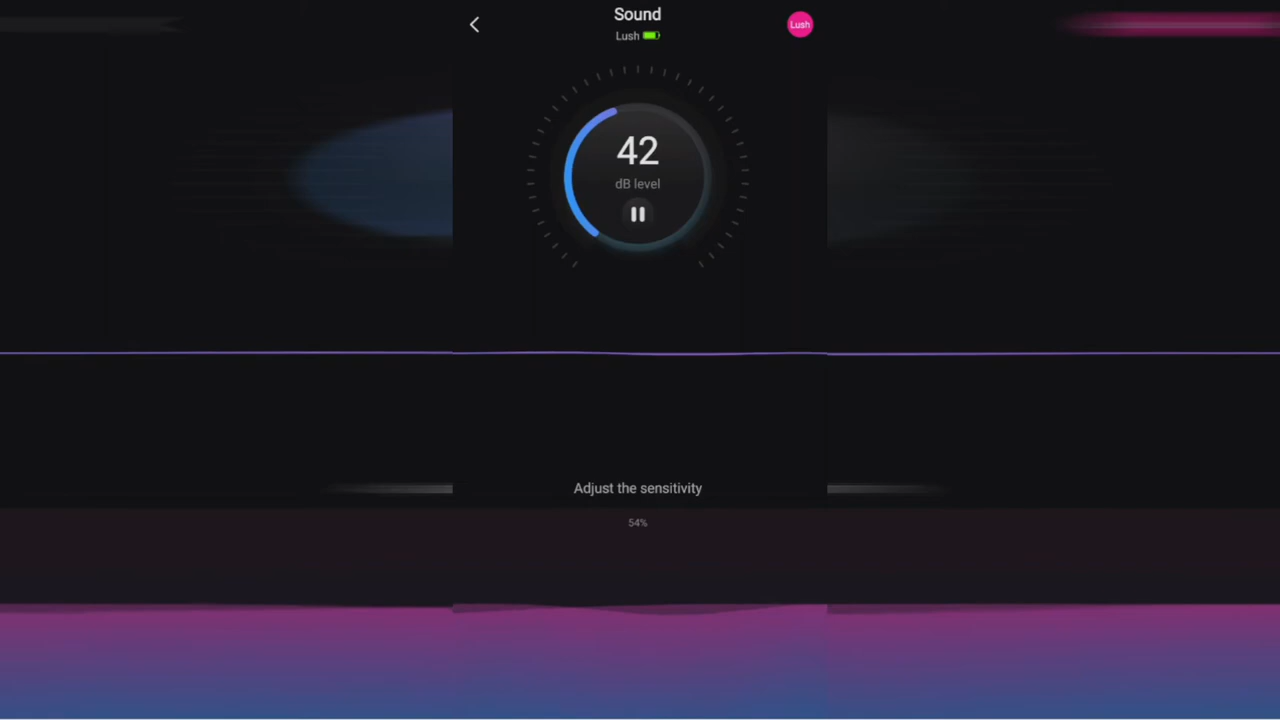 Sound
Lush
Lush
42
dB level
Adjust the sensitivity
54%